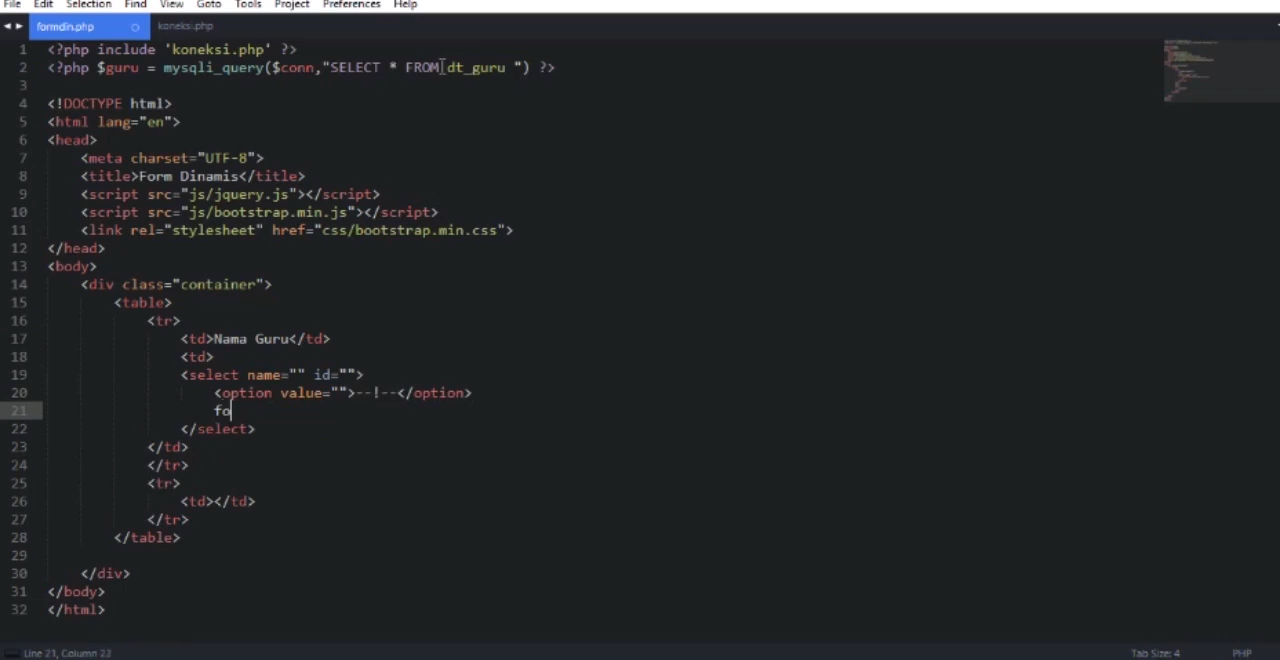 File Edit Selection Find View Goto Tools Project Preferences Help
formdin.php koneksi.php
1 <?php include 'koneksi.php' ?>
2 <?php $guru = mysqli_query($conn,"SELECT * FROM dt_guru ") ?>
3
4 <!DOCTYPE html>
5 <html lang="en">
6 <head>
7 <meta charset="UTF-8">
8 <title>Form Dinamis</title>
9 <script src="js/jquery.js"></script>
10 <script src="js/bootstrap.min.js"></script>
11 <link rel="stylesheet" href="css/bootstrap.min.css">
12 </head>
13 <body>
14 <div class="container">
15 <table>
16 <tr>
17 <td>Nama Guru</td>
18 <td>
19 <select name="" id="">
20 <option value="">--!--</option>
21 fo
22 </select>
23 </td>
24 </tr>
25 <tr>
26 <td></td>
27 </tr>
28 </table>
29
30 </div>
31 </body>
32 </html>
Line 21, Column 23 Tab Size: 4 PHP